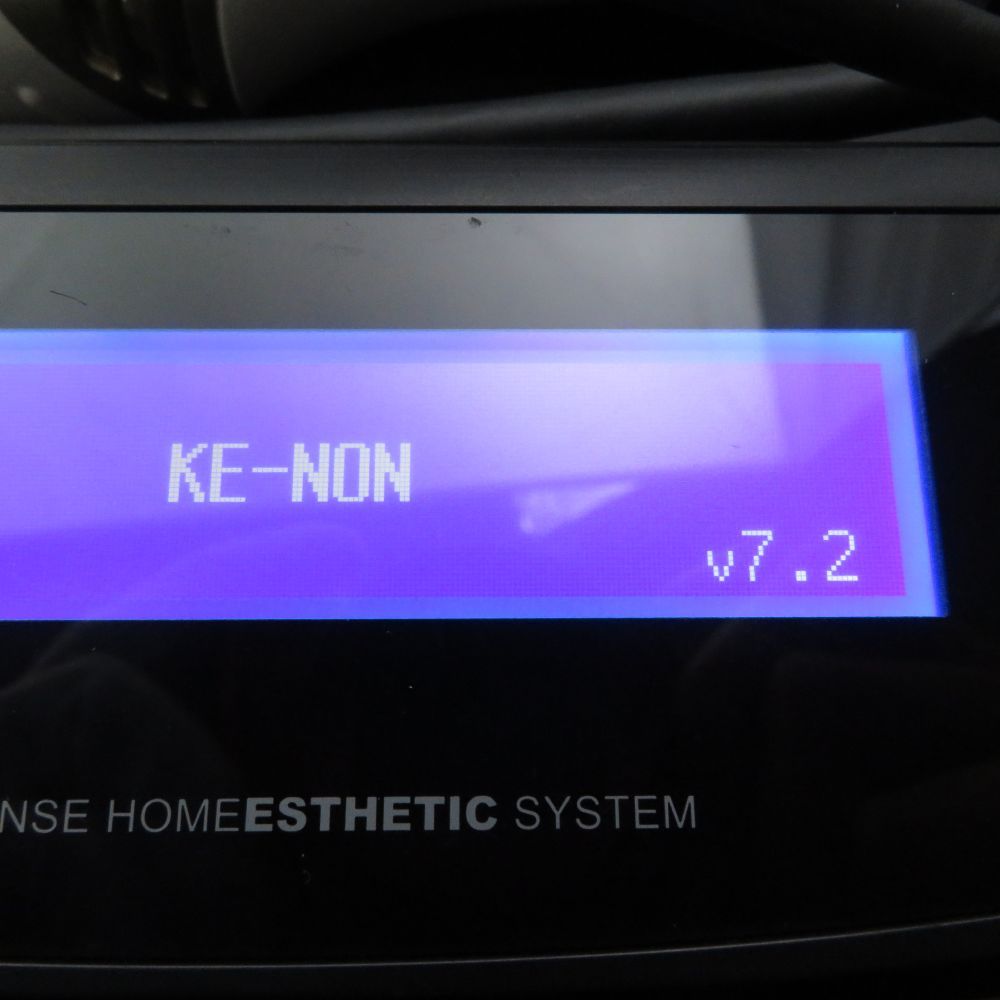 KE-NON
v7.2
NSE HOMEESTHETIC SYSTEM